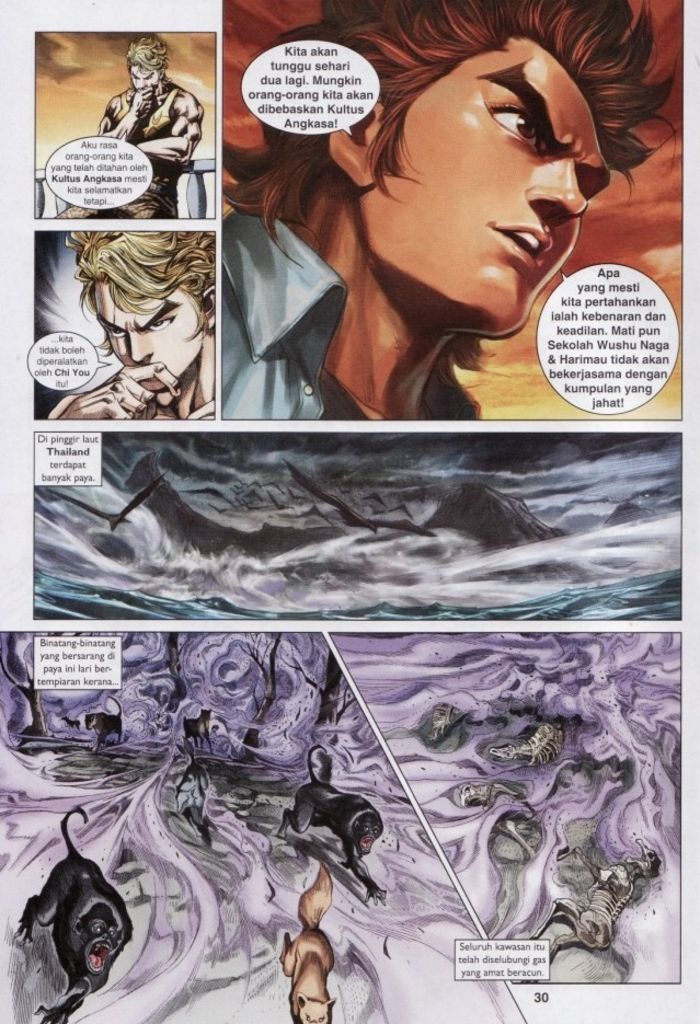 Aku rasa
orang-orang kita
yang telah ditahan oleh
Kultus Angkasa mesti
kita selamatkan
tetapi...
...kita
tidak boleh
diperalatkan
oleh Chi You
itu!
Kita akan
tunggu sehari
dua lagi. Mungkin
orang-orang kita akan
dibebaskan Kultus
Angkasa!
Apa
yang mesti
kita pertahankan
ialah kebenaran dan
keadilan. Mati pun
Sekolah Wushu Naga
& Harimau tidak akan
bekerjasama dengan
kumpulan yang
jahat!
Di pinggir laut
Thailand
terdapat
banyak paya.
Binatang-binatang
yang bersarang di
paya ini lari ber-
tempiaran kerana...
Seluruh kawasan itu
telah diselubungi gas
yang amat beracun.
30